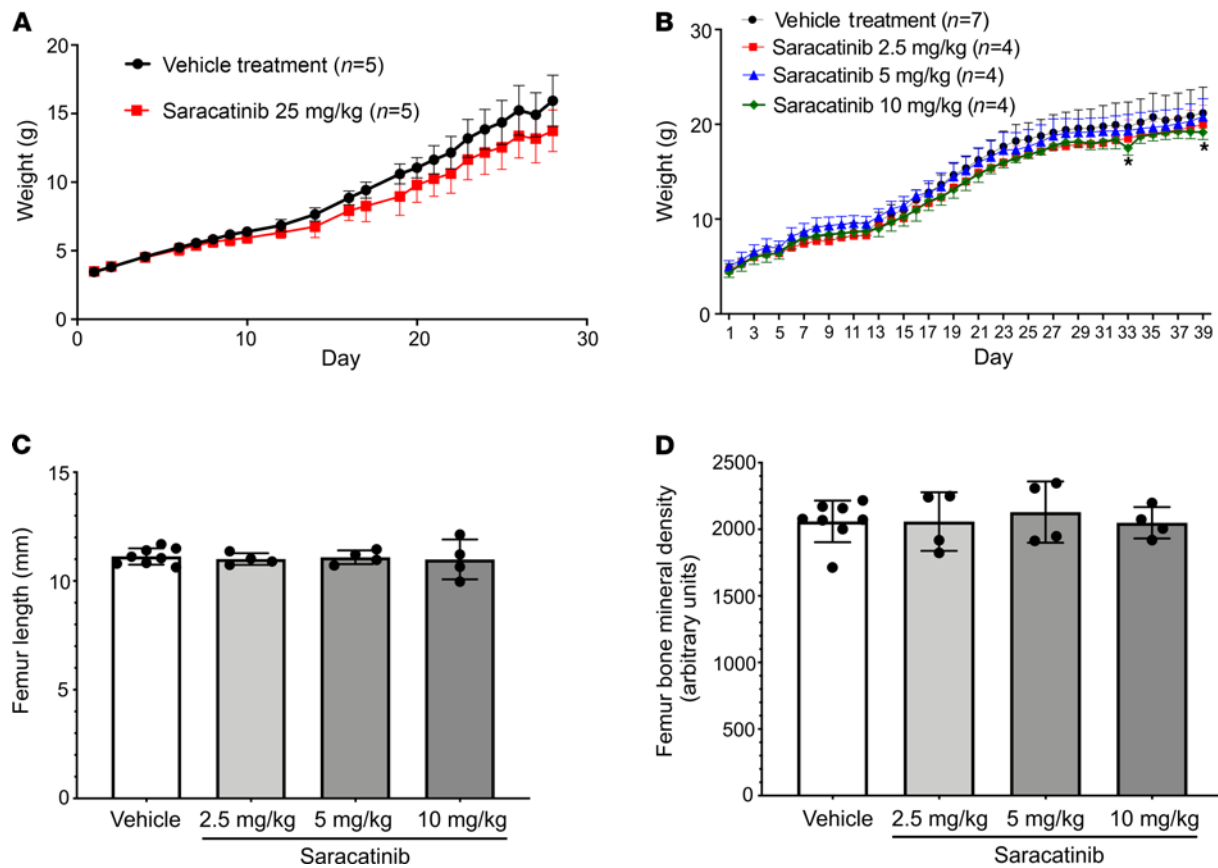 A
Weight (g)
20
15
10
5
0
Vehicle treatment (n=5)
Saracatinib 25 mg/kg (n=5)
0 10 20 30
Day
B
Weight (g)
30
20
10
0
Vehicle treatment (n=7)
Saracatinib 2.5 mg/kg (n=4)
Saracatinib 5 mg/kg (n=4)
Saracatinib 10 mg/kg (n=4)
* *
1 3 5 7 9 11 13 15 17 19 21 23 25 27 29 31 33 35 37 39
Day
C
Femur length (mm)
15
10
5
0
Vehicle 2.5 mg/kg 5 mg/kg 10 mg/kg
Saracatinib
D
Femur bone mineral density
(arbitrary units)
2500
2000
1500
1000
500
0
Vehicle 2.5 mg/kg 5 mg/kg 10 mg/kg
Saracatinib